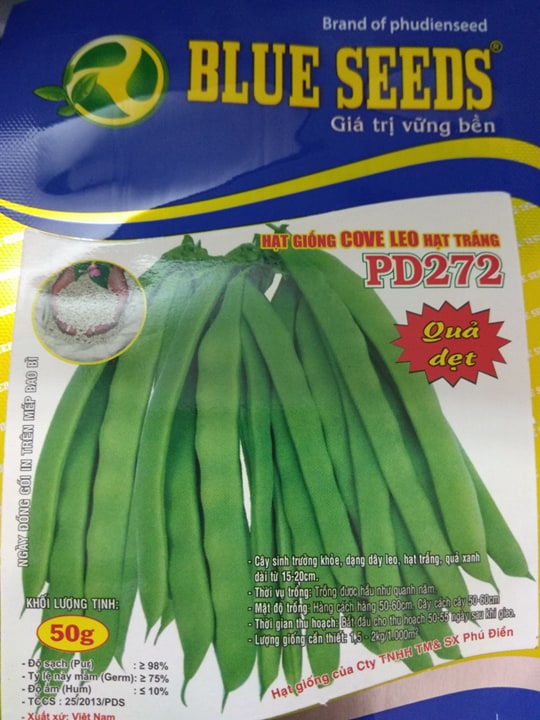 Brand of phudienseed
BLUE SEEDS®
Giá trị vững bền
HẠT GIỐNG COVE LEO HẠT TRẮNG
PD272
Quả
dẹt
NGÀY ĐÓNG GÓI IN TRÊN MÉP BAO BÌ
- Cây sinh trưởng khỏe, dạng dây leo, hạt trắng, quả xanh
dài từ 15-20cm.
- Thời vụ trồng: Trồng được hầu như quanh năm.
- Mật độ trồng: Hàng cách hàng 50-60cm. Cây cách cây 50-60cm
- Thời gian thu hoạch: Bắt đầu cho thu hoạch 50-55 ngày sau khi gieo.
- Lượng giống cần thiết: 1,5 - 2kg/1.000m²
Hạt giống của Cty TNHH TM& SX Phú Điền
KHỐI LƯỢNG TỊNH:
50g
- Độ sạch (Pur) : ≥ 98%
- Tỷ lệ nảy mầm (Germ): ≥ 75%
- Độ ẩm (Hum) : ≤ 10%
- TCCS : 25/2013/PDS
- Xuất xứ: Việt Nam